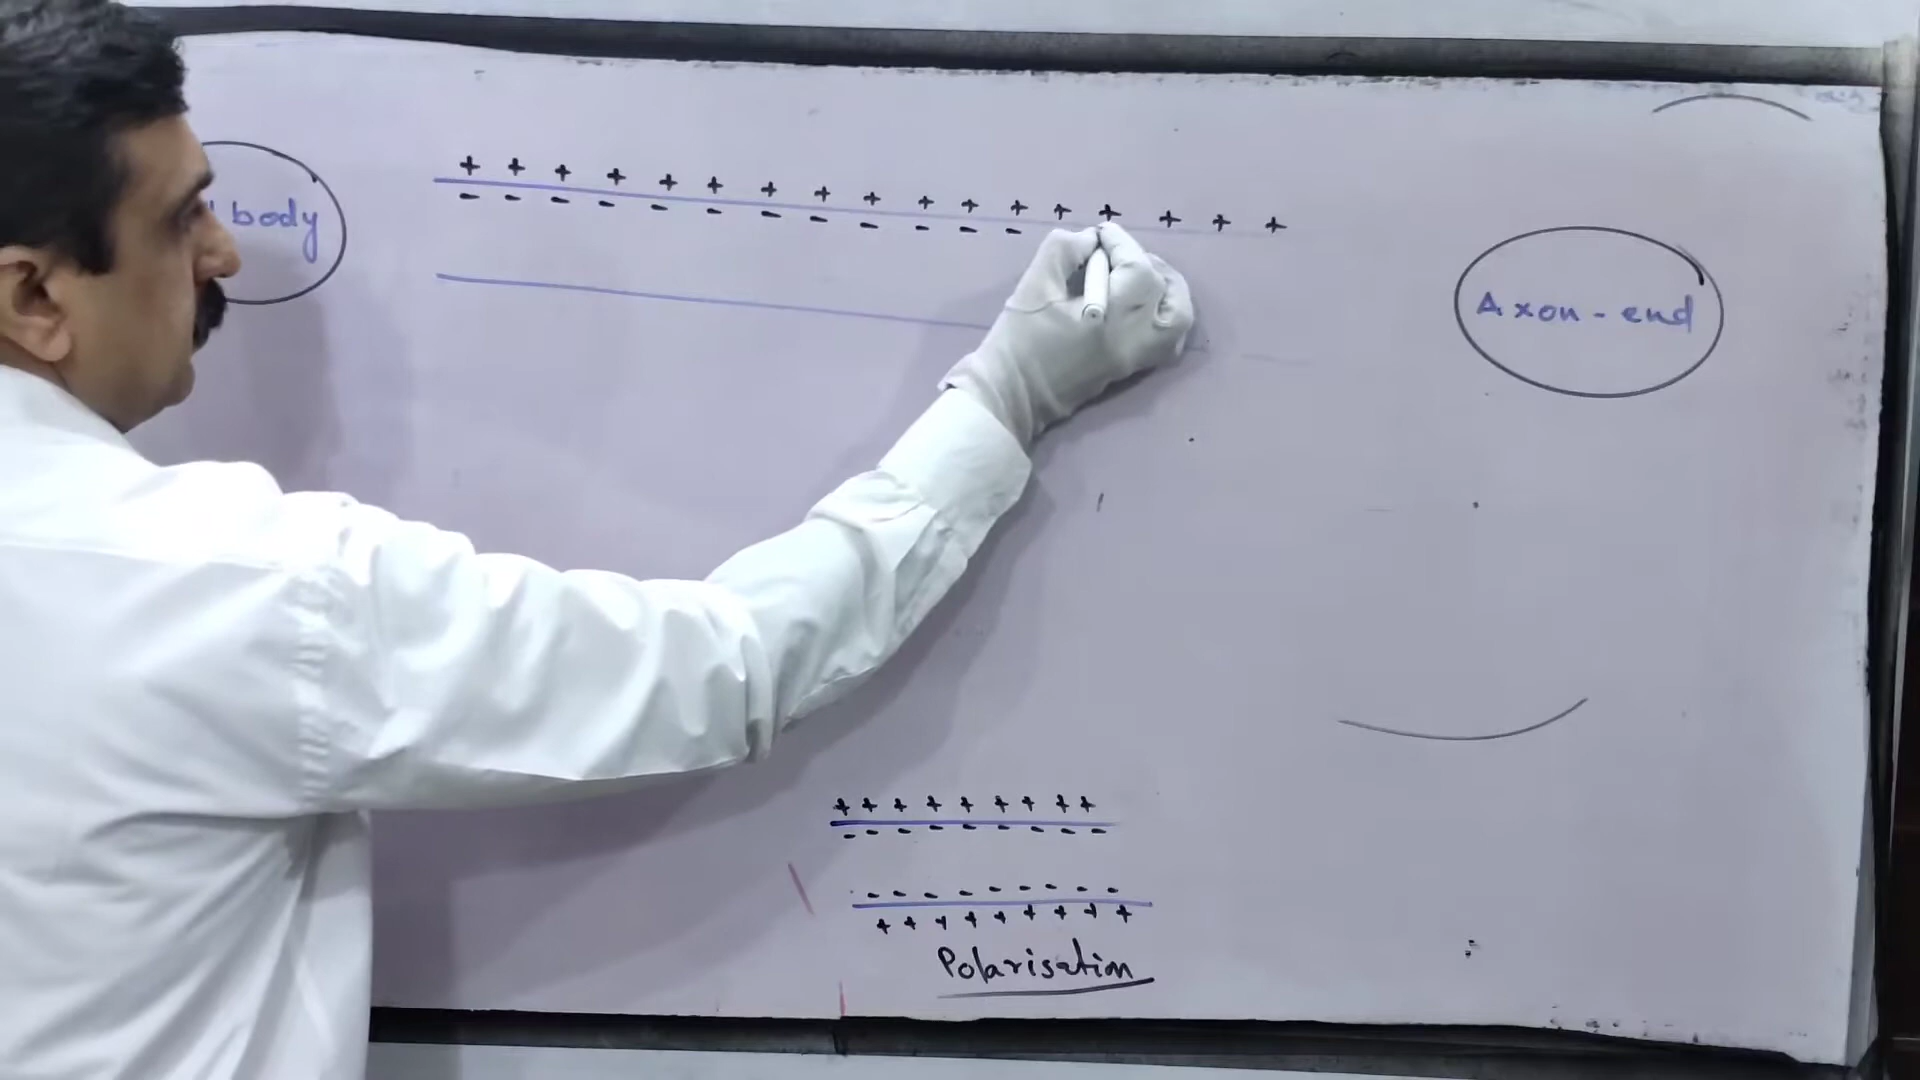 + + + + + + + + + + + + + + + + +
- - - - - - - - - - - -
body
Axon-end
+ + + + + + + + +
- - - - - - - - -
- - - - - - - - -
+ + + + + + + + +
Polarisation